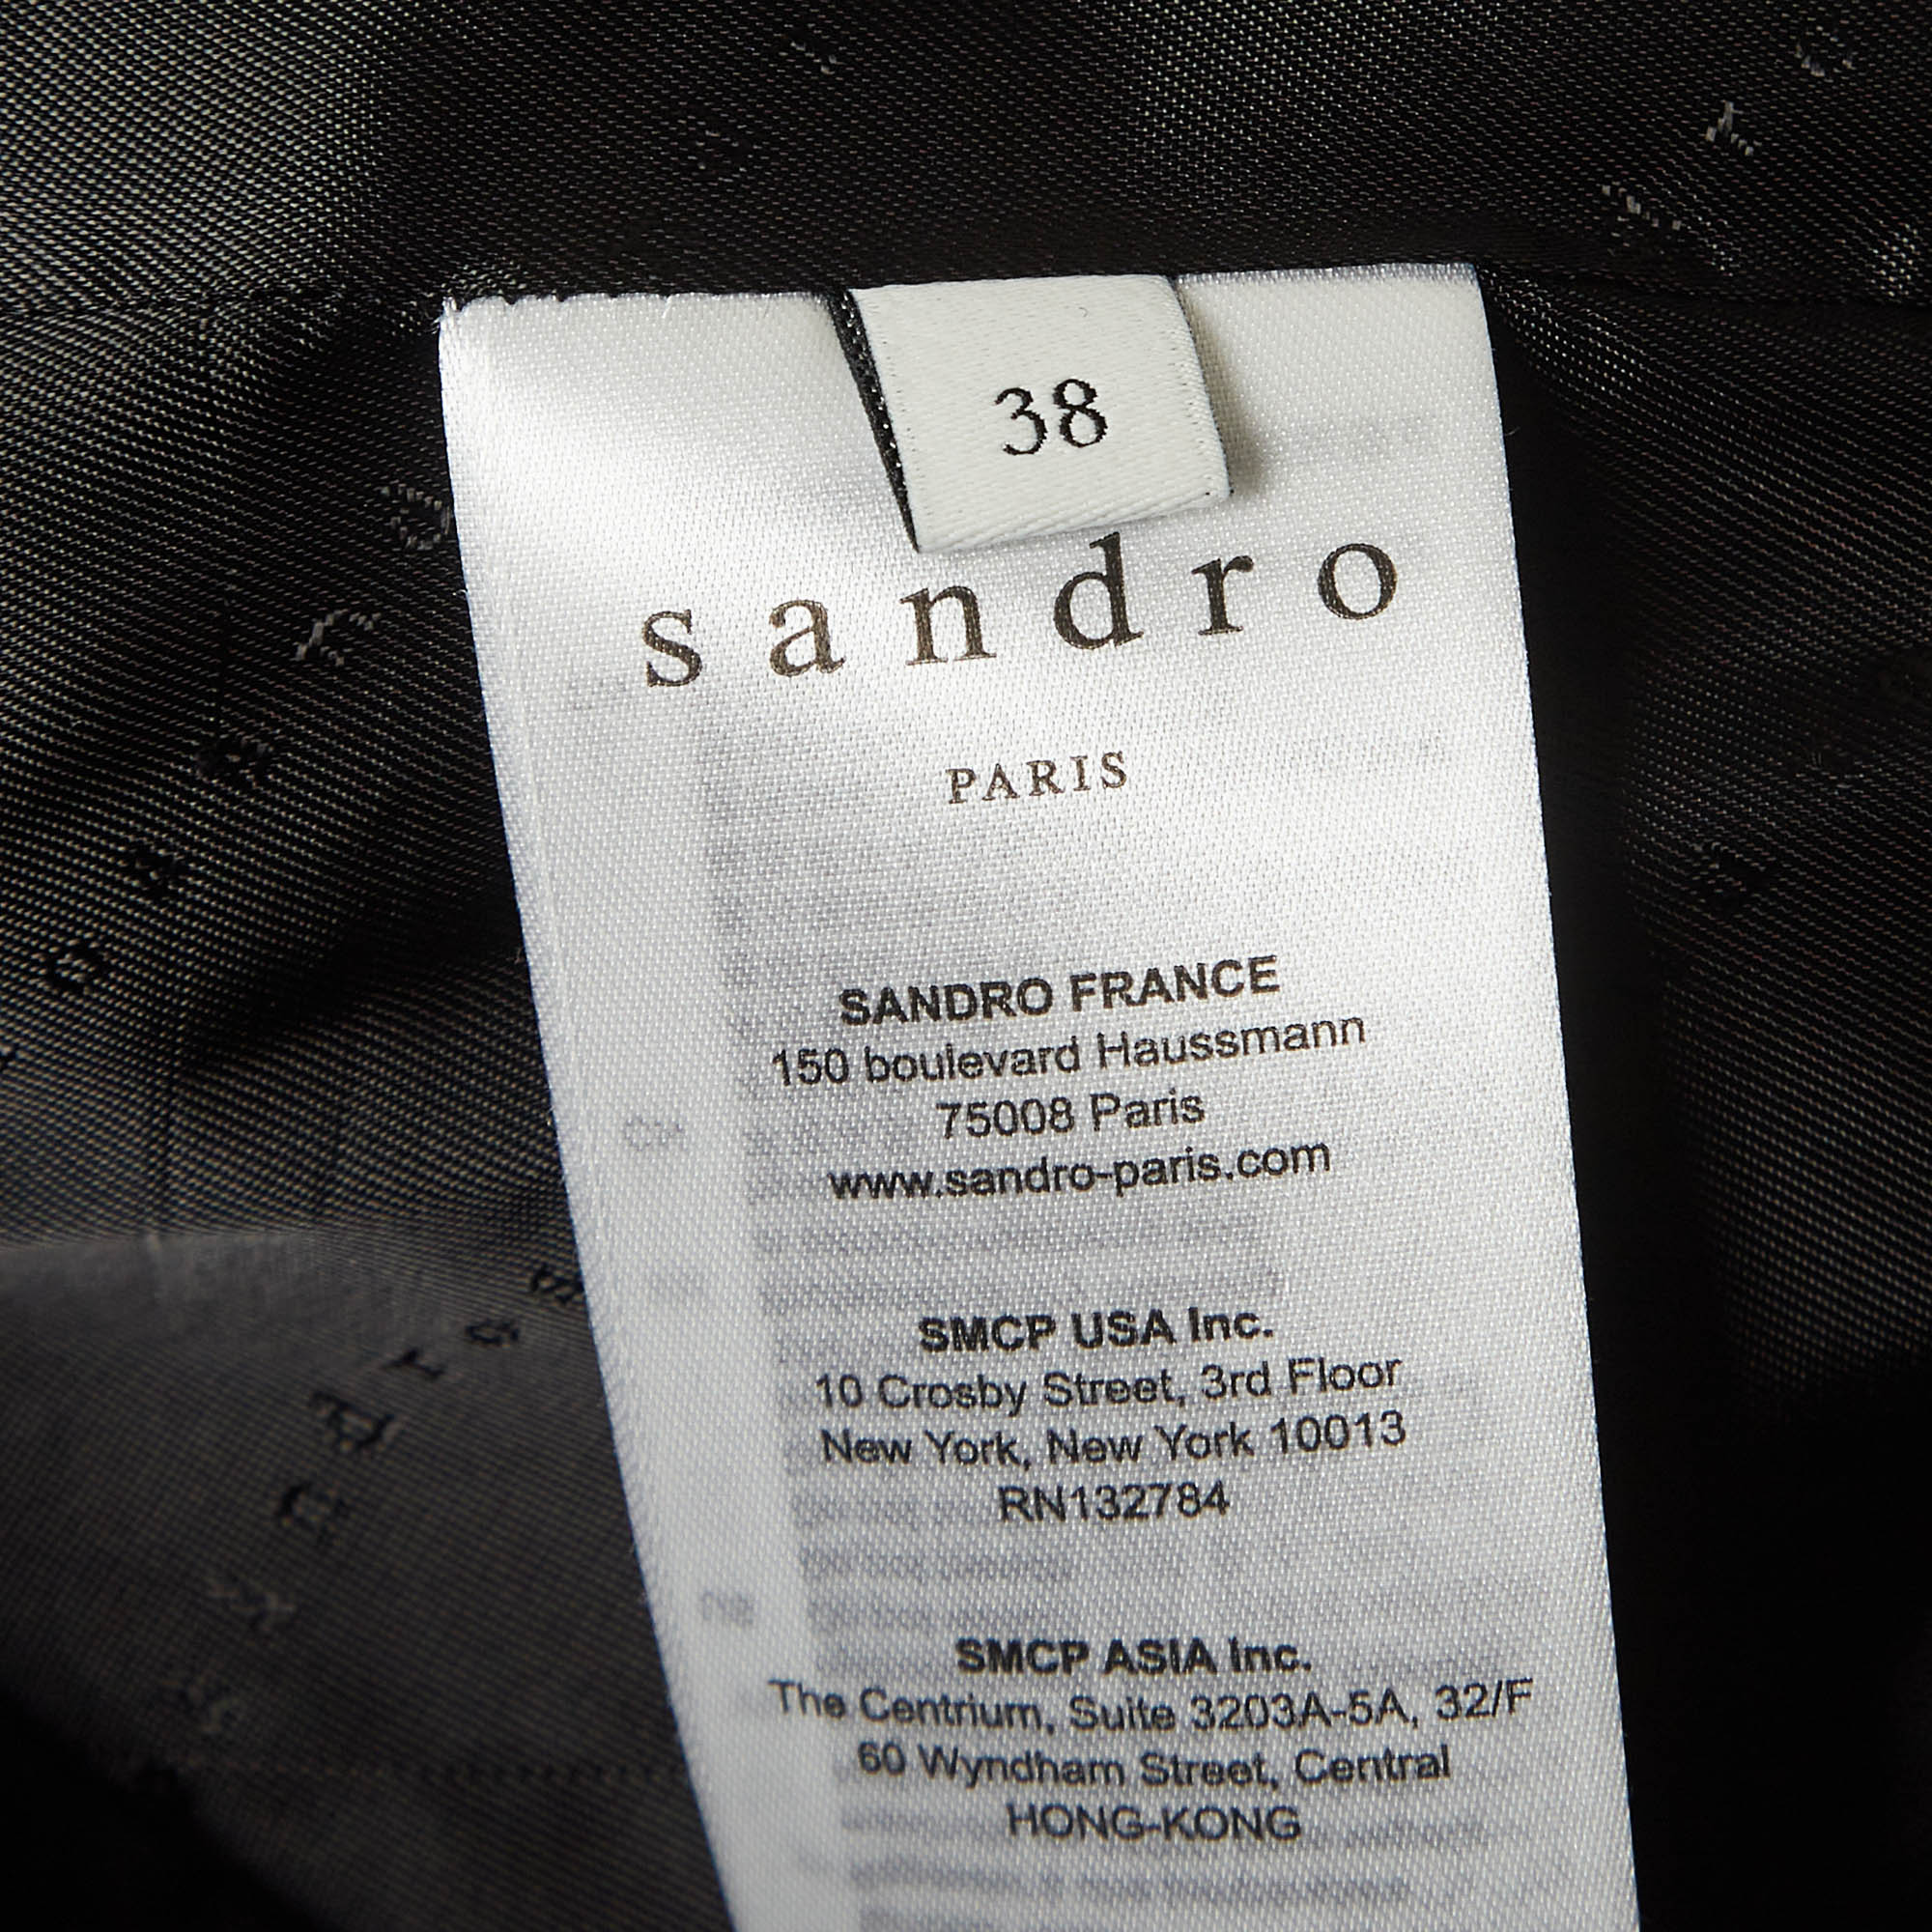 38
sandro
PARIS
SANDRO FRANCE
150 boulevard Haussmann
75008 Paris
www.sandro-paris.com
SMCP USA Inc.
10 Crosby Street, 3rd Floor
New York, New York 10013
RN132784
SMCP ASIA Inc.
The Centrium, Suite 3203A-5A, 32/F
60 Wyndham Street, Central
HONG-KONG
sandro